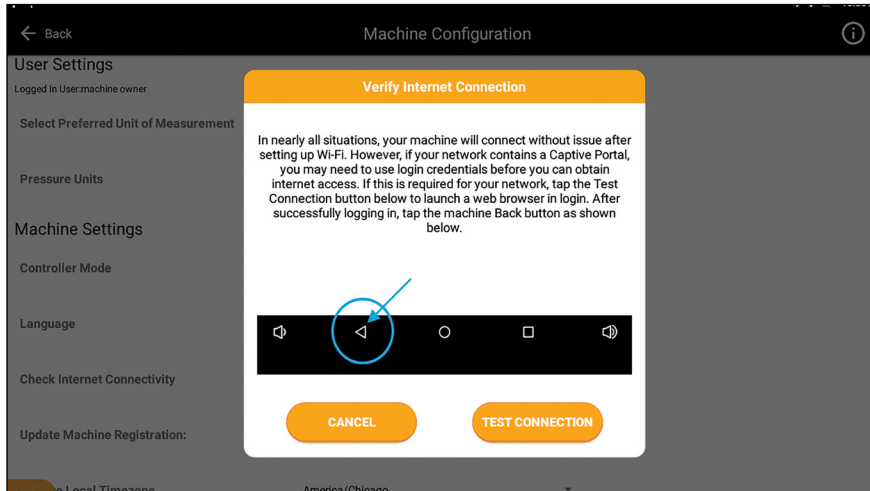 Back
Machine Configuration
User Settings
Logged In User:machine owner
Select Preferred Unit of Measurement
Pressure Units
Machine Settings
Controller Mode
Language
Check Internet Connectivity
Update Machine Registration:
Local Timezone
America/Chicago
Verify Internet Connection
In nearly all situations, your machine will connect without issue after
setting up Wi-Fi. However, if your network contains a Captive Portal,
you may need to use login credentials before you can obtain
internet access. If this is required for your network, tap the Test
Connection button below to launch a web browser in login. After
successfully logging in, tap the machine Back button as shown
below.
CANCEL
TEST CONNECTION